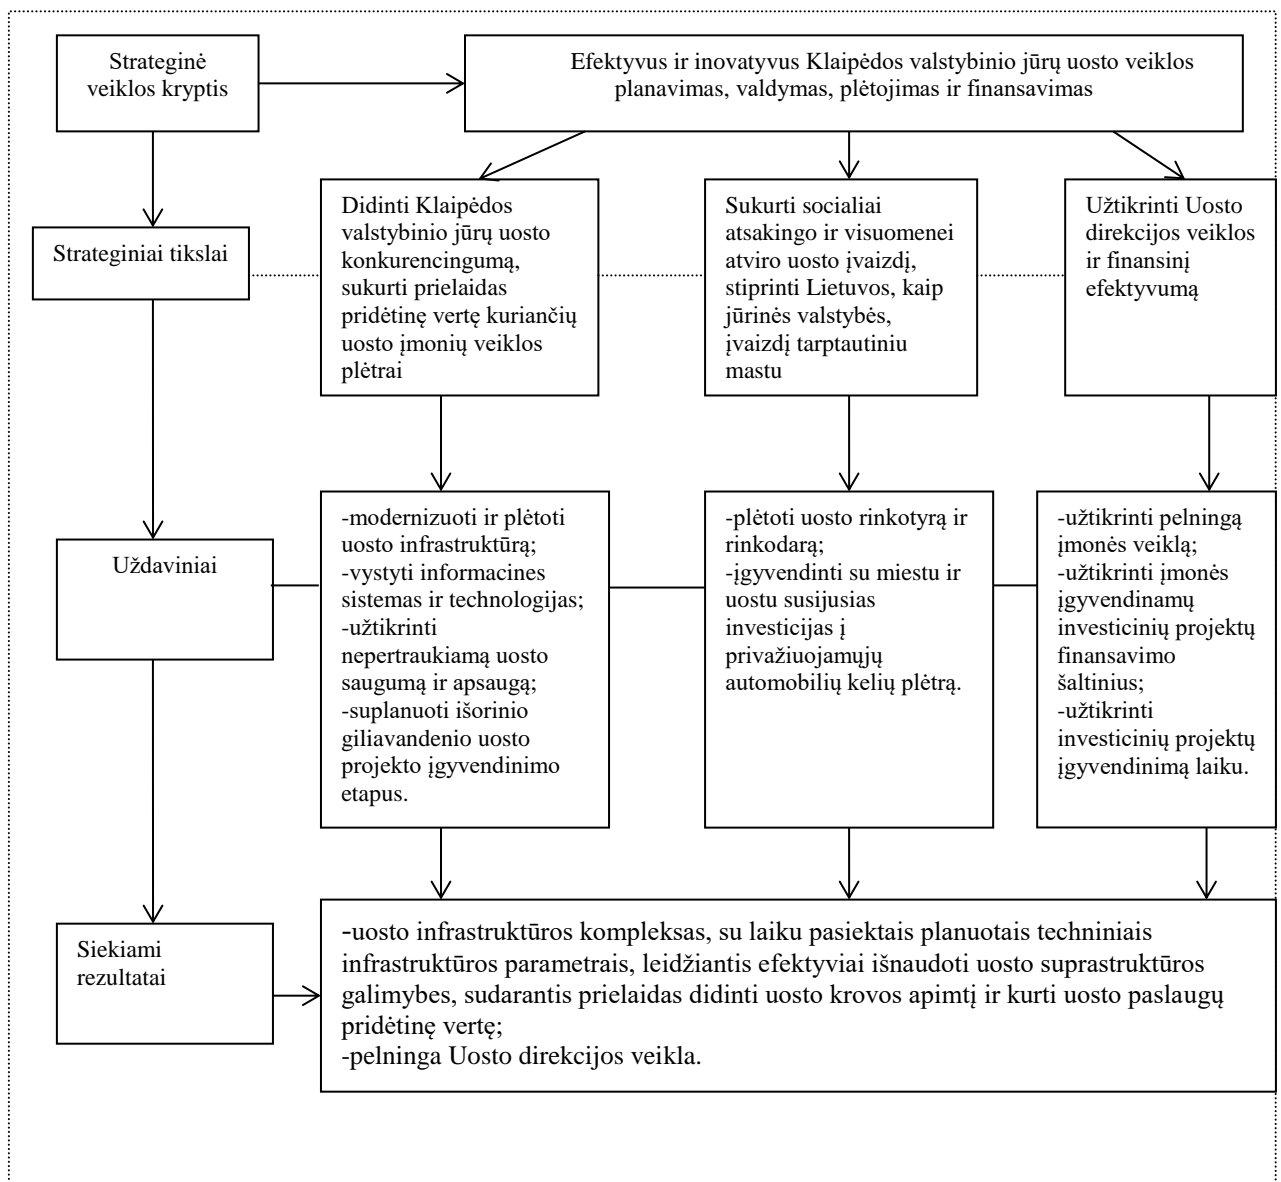 Strateginė
veiklos kryptis
Efektyvus ir inovatyvus Klaipėdos valstybinio jūrų uosto veiklos
planavimas, valdymas, plėtojimas ir finansavimas
Strateginiai tikslai
Didinti Klaipėdos
valstybinio jūrų uosto
konkurencingumą,
sukurti prielaidas
pridėtinę vertę kuriančių
uosto įmonių veiklos
plėtrai
Sukurti socialiai
atsakingo ir visuomenei
atviro uosto įvaizdį,
stiprinti Lietuvos, kaip
jūrinės valstybės,
įvaizdį tarptautiniu
mastu
Užtikrinti Uosto
direkcijos veiklos
ir finansinį
efektyvumą
Uždaviniai
-modernizuoti ir plėtoti
uosto infrastruktūrą;
-vystyti informacines
sistemas ir technologijas;
-užtikrinti
nepertraukiamą uosto
saugumą ir apsaugą;
-suplanuoti išorinio
giliavandenio uosto
projekto įgyvendinimo
etapus.
-plėtoti uosto rinkotyrą ir
rinkodarą;
-įgyvendinti su miestu ir
uostu susijusias
investicijas į
privažiuojamųjų
automobilių kelių plėtrą.
-užtikrinti pelningą
įmonės veiklą;
-užtikrinti įmonės
įgyvendinamų
investicinių projektų
finansavimo
šaltinius;
-užtikrinti
investicinių projektų
įgyvendinimą laiku.
Siekiami
rezultatai
-uosto infrastruktūros kompleksas, su laiku pasiektais planuotais techniniais
infrastruktūros parametrais, leidžiantis efektyviai išnaudoti uosto suprastruktūros
galimybes, sudarantis prielaidas didinti uosto krovos apimtį ir kurti uosto paslaugų
pridėtinę vertę;
-pelninga Uosto direkcijos veikla.